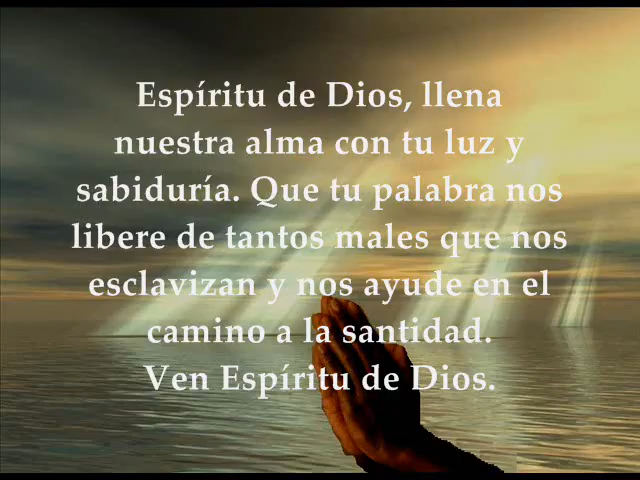 Espíritu de Dios, llena
nuestra alma con tu luz y
sabiduría. Que tu palabra nos
libere de tantos males que nos
esclavizan y nos ayude en el
camino a la santidad.
Ven Espíritu de Dios.